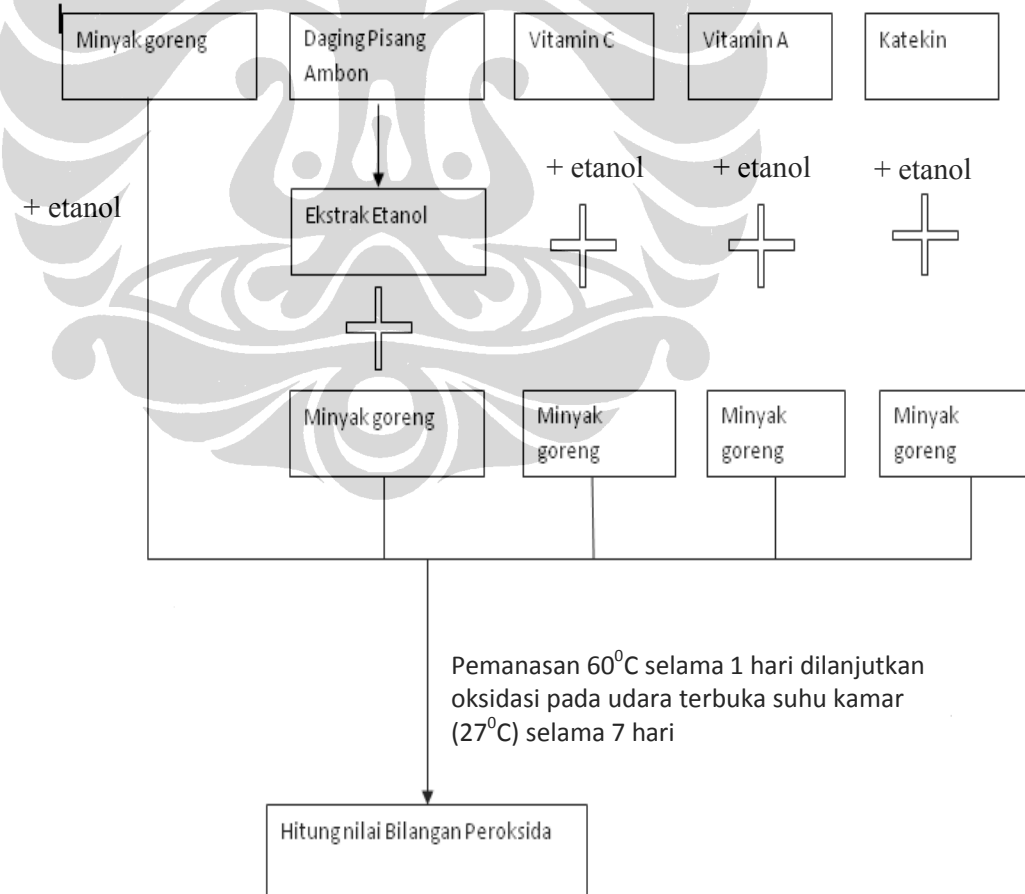 Minyak goreng
Daging Pisang
Ambon
Vitamin C
Vitamin A
Katekin
+ etanol
+ etanol
+ etanol
+ etanol
Ekstrak Etanol
Minyak goreng
Minyak
goreng
Minyak
goreng
Minyak
goreng
Pemanasan 60⁰C selama 1 hari dilanjutkan
oksidasi pada udara terbuka suhu kamar
(27⁰C) selama 7 hari
Hitung nilai Bilangan Peroksida